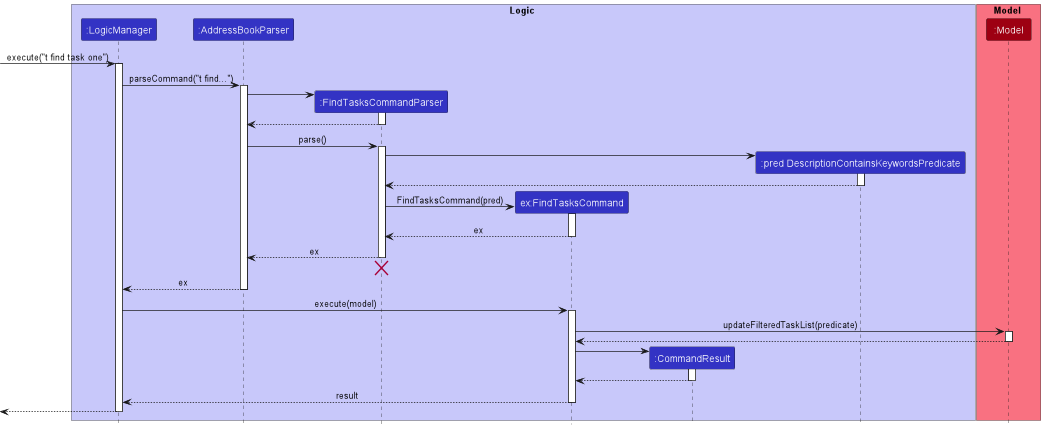 Logic
Model
:LogicManager
:AddressBookParser
:Model
execute("t find task one")
parseCommand("t find...")
:FindTasksCommandParser
parse()
:pred DescriptionContainsKeywordsPredicate
FindTasksCommand(pred)
ex:FindTasksCommand
ex
ex
ex
execute(model)
updateFilteredTaskList(predicate)
:CommandResult
result